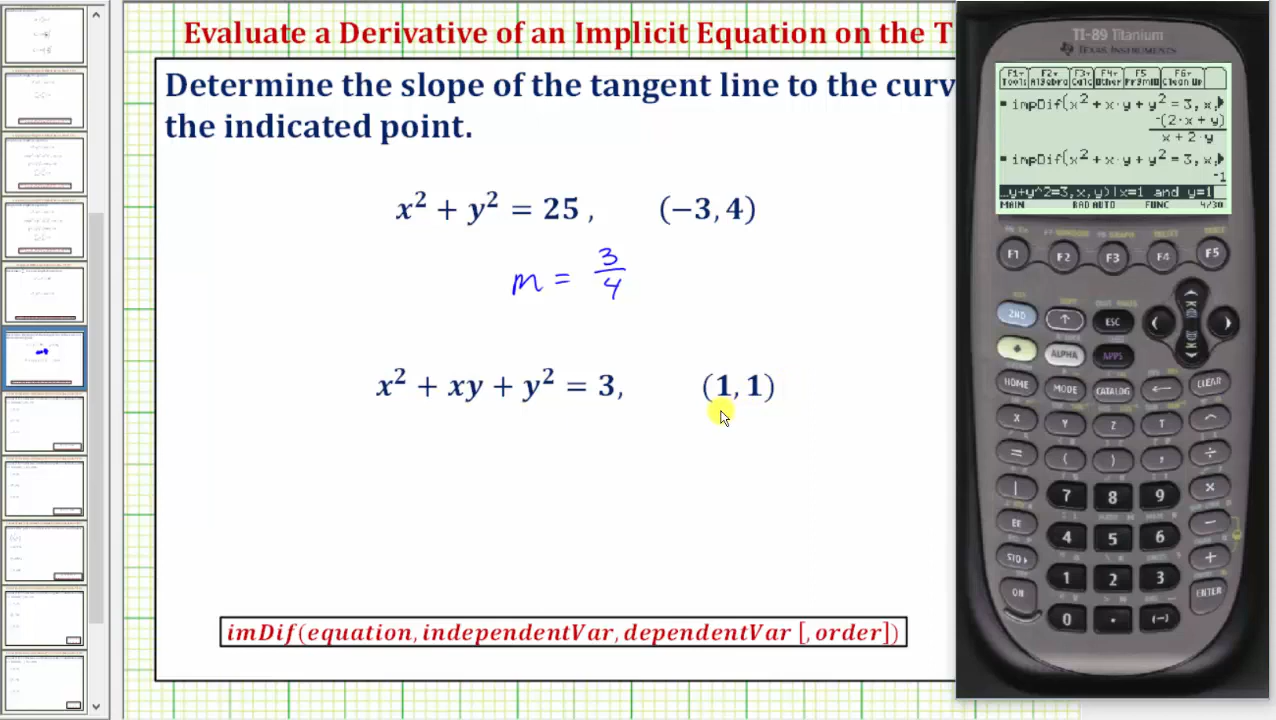 Evaluate a Derivative of an Implicit Equation on the T
Determine the slope of the tangent line to the curv
the indicated point.
x² + y² = 25 , (−3, 4)
m = 3/4
x² + xy + y² = 3, (1, 1)
imDif(equation, independentVar, dependentVar [, order])
TI-89 Titanium
TEXAS INSTRUMENTS
F1 F2 F3 F4 F5 F6
Tools Algebra Calc Other PrgmIO Clean Up
impDif(x² + x·y + y² = 3, x,
-(2·x + y)
x + 2·y
impDif(x² + x·y + y² = 3, x,
-1
…y+y^2=3,x,y)|x=1 and y=1
MAIN RAD AUTO FUNC 4/30
F1 F2 F3 F4 F5
2ND ↑ ESC
ALPHA APPS
HOME MODE CATALOG ← CLEAR
X Y Z T ^
= ( ) , ÷
| 7 8 9 ×
EE 4 5 6 −
STO▸ 1 2 3 +
ON 0 . (−) ENTER